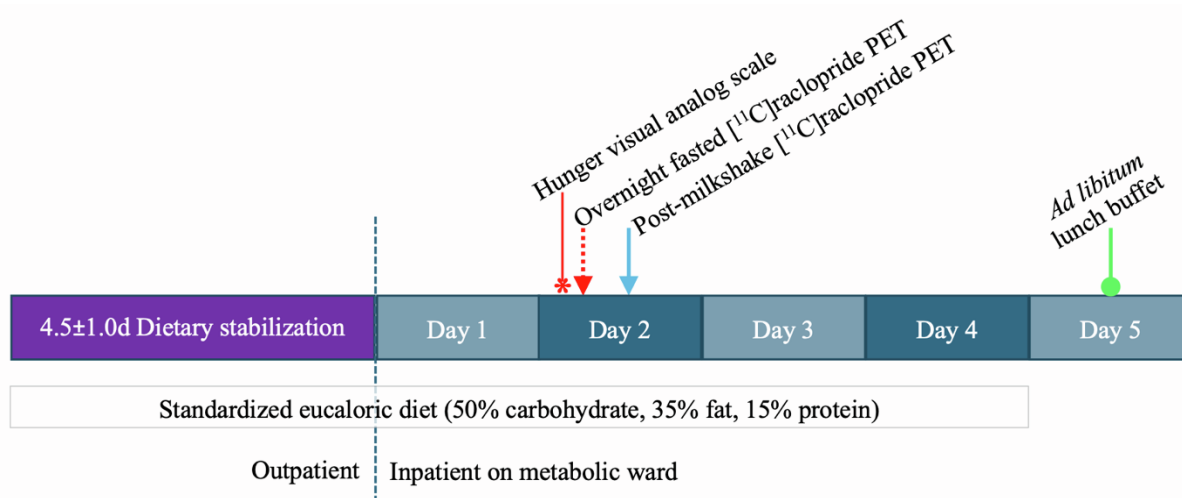 Hunger visual analog scale
Overnight fasted [¹¹C]raclopride PET
Post-milkshake [¹¹C]raclopride PET
Ad libitum
lunch buffet
4.5±1.0d Dietary stabilization
Day 1
Day 2
Day 3
Day 4
Day 5
Standardized eucaloric diet (50% carbohydrate, 35% fat, 15% protein)
Outpatient
Inpatient on metabolic ward